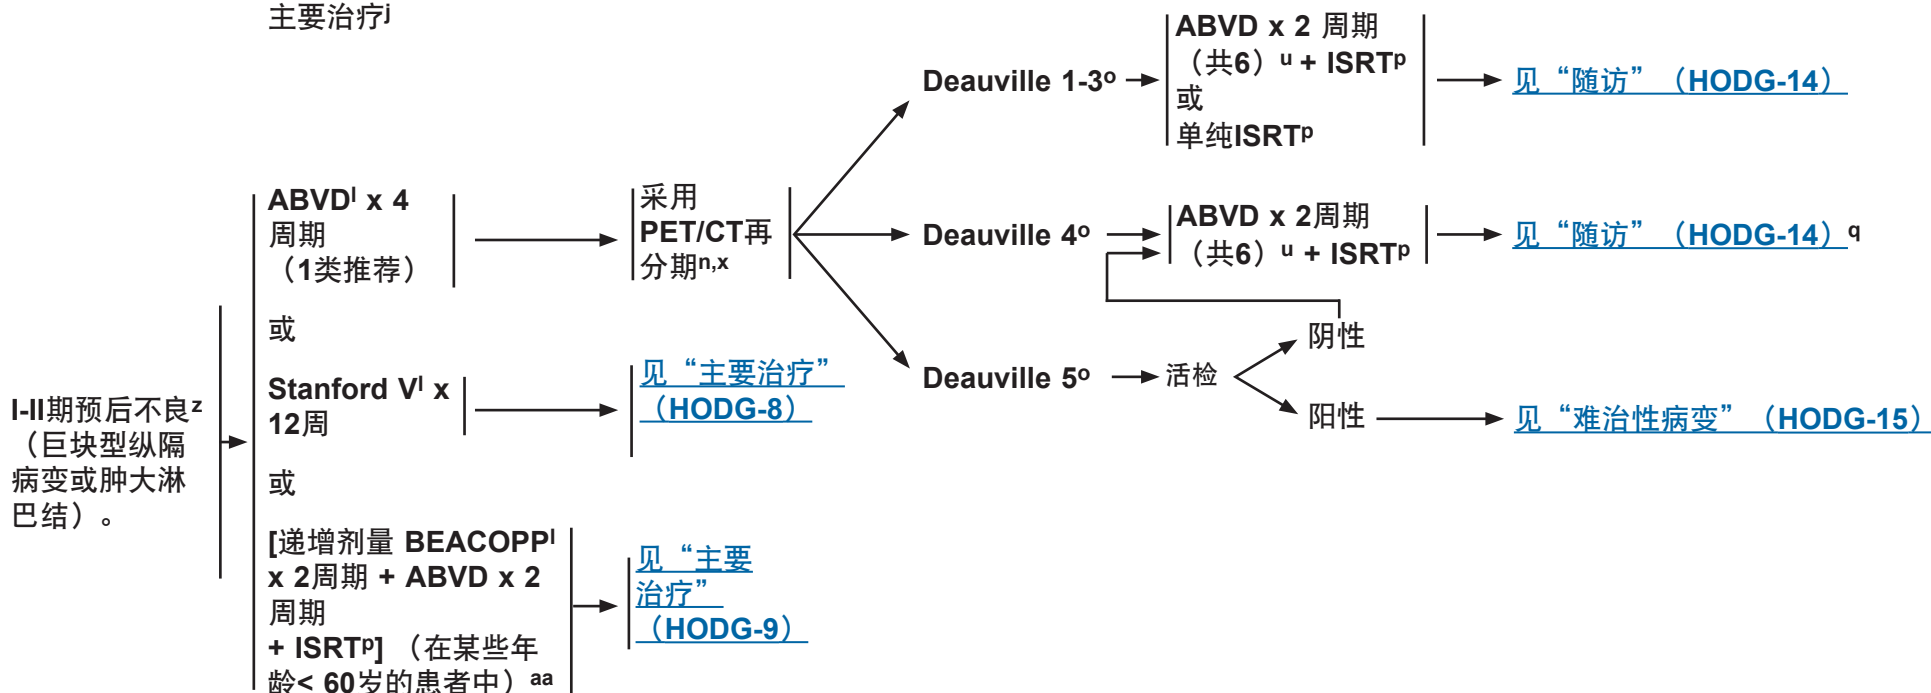 主要治疗j
I-II期预后不良z
（巨块型纵隔
病变或肿大淋
巴结）。
ABVDl x 4
周期
（1类推荐）
或
Stanford Vl x
12周
或
[递增剂量 BEACOPPl
x 2周期 + ABVD x 2
周期
+ ISRTp] （在某些年
龄< 60岁的患者中）aa
采用
PET/CT再
分期n,x
见“主要治疗”
（HODG-8）
见“主要
治疗”
（HODG-9）
Deauville 1-3o
ABVD x 2 周期
（共6）u + ISRTp
或
单纯ISRTp
见“随访”（HODG-14）
Deauville 4o
ABVD x 2周期
（共6）u + ISRTp
见“随访”（HODG-14）q
Deauville 5o
活检
阴性
阳性
见“难治性病变”（HODG-15）